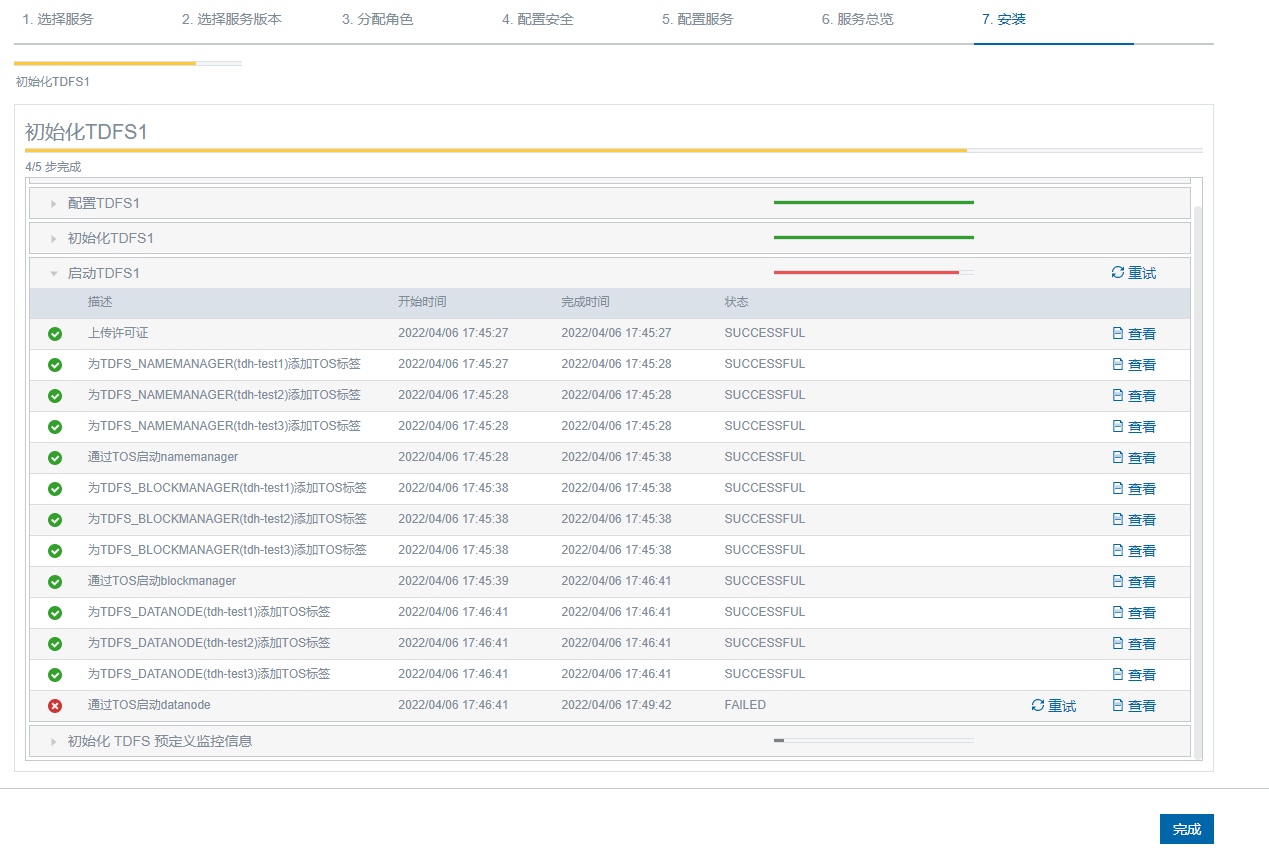 1. 选择服务 2. 选择服务版本 3. 分配角色 4. 配置安全 5. 配置服务 6. 服务总览 7. 安装
初始化TDFS1
初始化TDFS1
4/5 步完成
配置TDFS1
初始化TDFS1
启动TDFS1 重试
描述 开始时间 完成时间 状态
上传许可证 2022/04/06 17:45:27 2022/04/06 17:45:27 SUCCESSFUL 查看
为TDFS_NAMEMANAGER(tdh-test1)添加TOS标签 2022/04/06 17:45:27 2022/04/06 17:45:28 SUCCESSFUL 查看
为TDFS_NAMEMANAGER(tdh-test2)添加TOS标签 2022/04/06 17:45:28 2022/04/06 17:45:28 SUCCESSFUL 查看
为TDFS_NAMEMANAGER(tdh-test3)添加TOS标签 2022/04/06 17:45:28 2022/04/06 17:45:28 SUCCESSFUL 查看
通过TOS启动namemanager 2022/04/06 17:45:28 2022/04/06 17:45:38 SUCCESSFUL 查看
为TDFS_BLOCKMANAGER(tdh-test1)添加TOS标签 2022/04/06 17:45:38 2022/04/06 17:45:38 SUCCESSFUL 查看
为TDFS_BLOCKMANAGER(tdh-test2)添加TOS标签 2022/04/06 17:45:38 2022/04/06 17:45:38 SUCCESSFUL 查看
为TDFS_BLOCKMANAGER(tdh-test3)添加TOS标签 2022/04/06 17:45:38 2022/04/06 17:45:38 SUCCESSFUL 查看
通过TOS启动blockmanager 2022/04/06 17:45:39 2022/04/06 17:46:41 SUCCESSFUL 查看
为TDFS_DATANODE(tdh-test1)添加TOS标签 2022/04/06 17:46:41 2022/04/06 17:46:41 SUCCESSFUL 查看
为TDFS_DATANODE(tdh-test2)添加TOS标签 2022/04/06 17:46:41 2022/04/06 17:46:41 SUCCESSFUL 查看
为TDFS_DATANODE(tdh-test3)添加TOS标签 2022/04/06 17:46:41 2022/04/06 17:46:41 SUCCESSFUL 查看
通过TOS启动datanode 2022/04/06 17:46:41 2022/04/06 17:49:42 FAILED 重试 查看
初始化 TDFS 预定义监控信息
完成